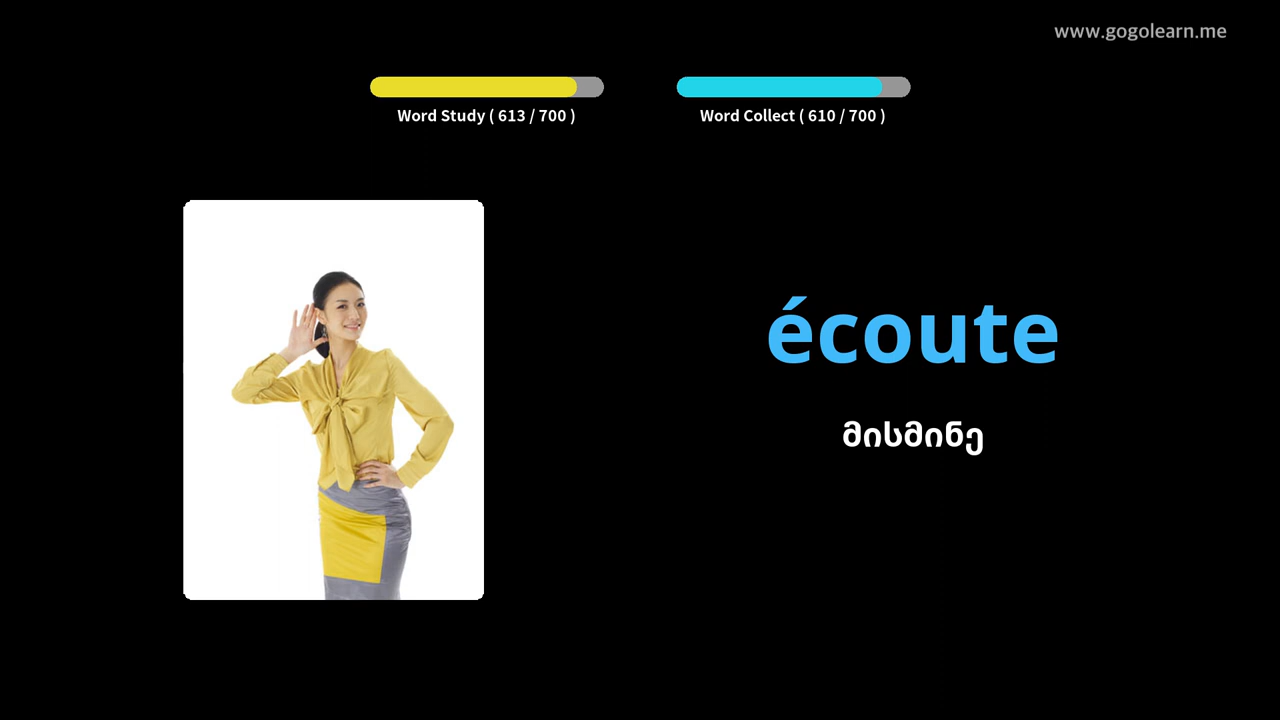 www.gogolearn.me
Word Study ( 613 / 700 )
Word Collect ( 610 / 700 )
écoute
მისმინე